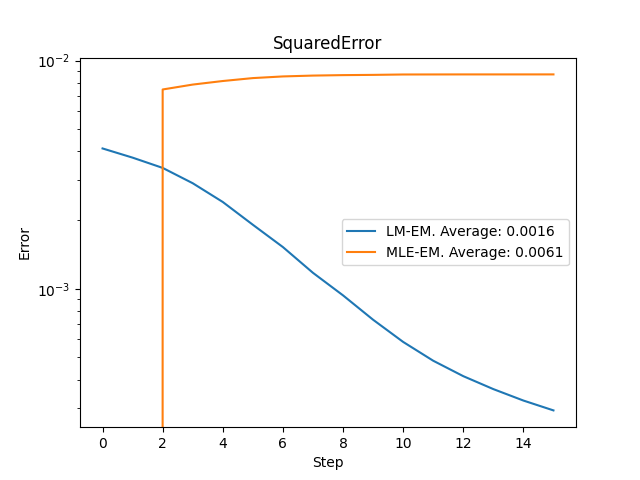 SquaredError
10^{-2}
Error
10^{-3}
LM-EM. Average: 0.0016
MLE-EM. Average: 0.0061
0 2 4 6 8 10 12 14
Step